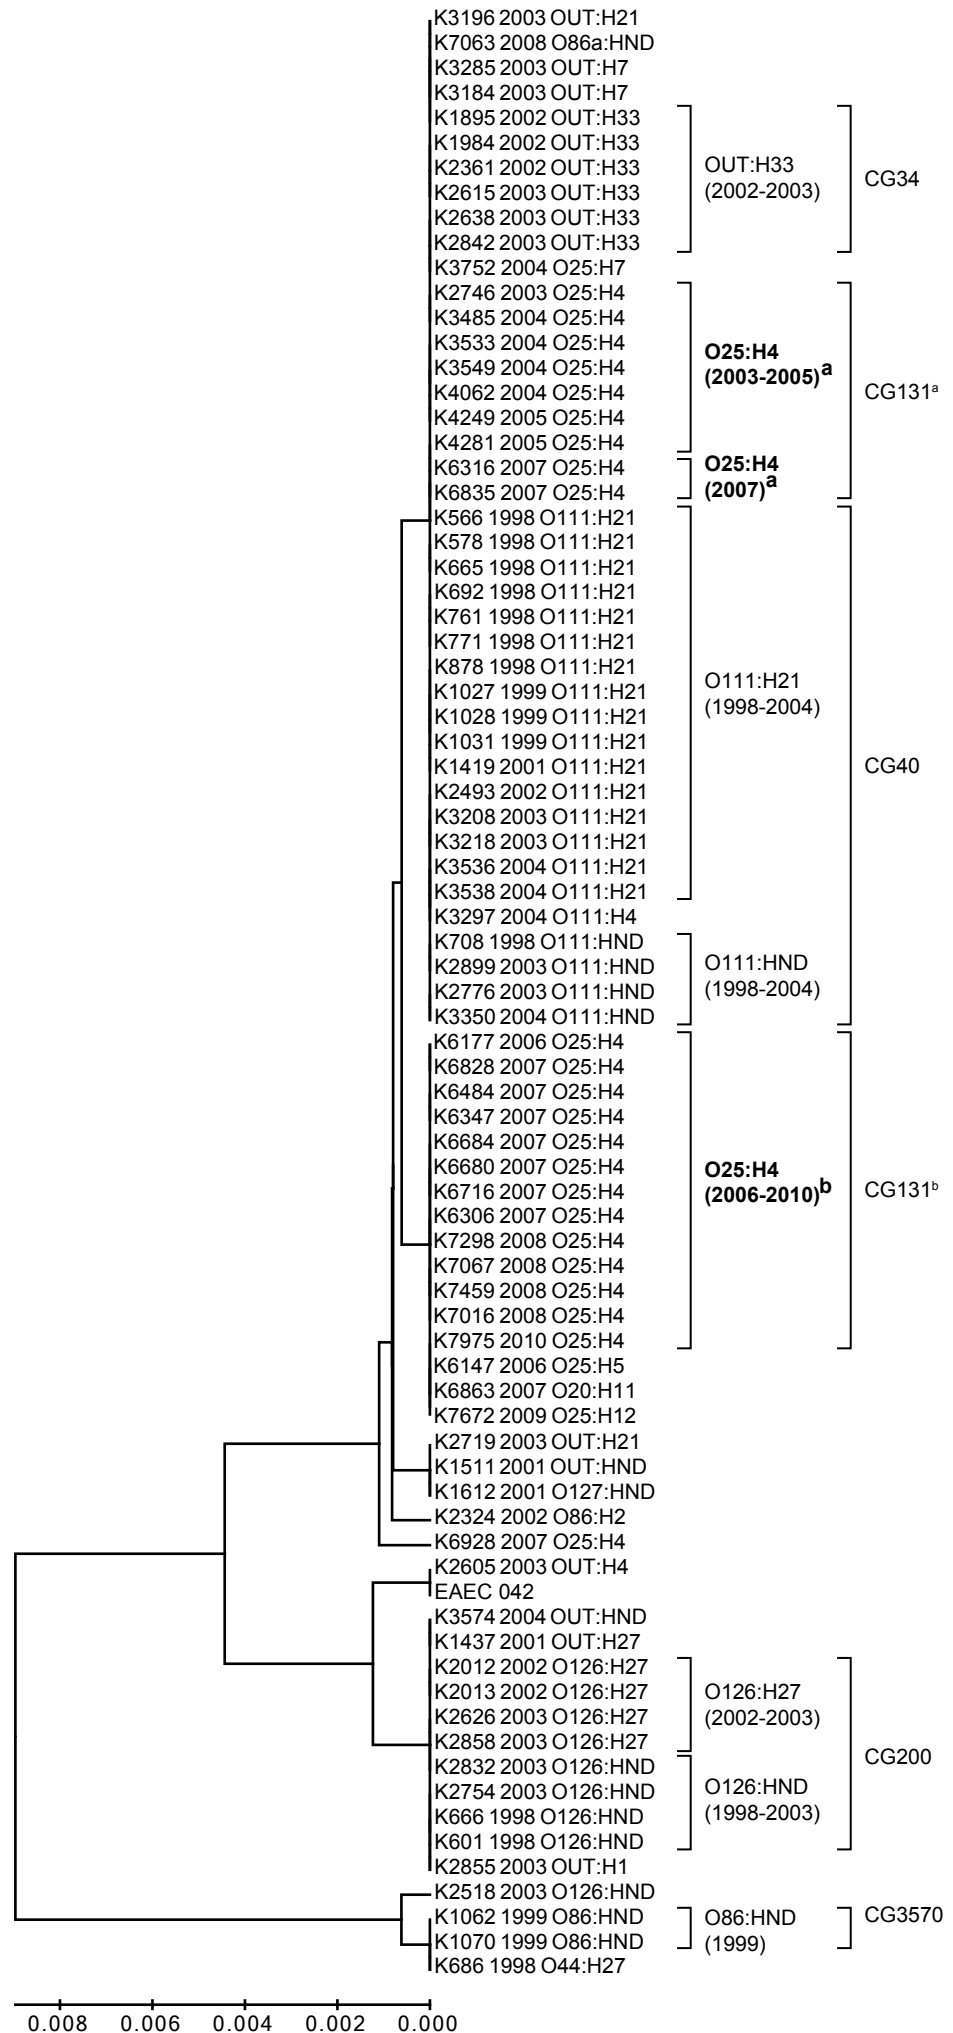 K3196 2003 OUT:H21
K7063 2008 O86a:HND
K3285 2003 OUT:H7
K3184 2003 OUT:H7
K1895 2002 OUT:H33
K1984 2002 OUT:H33
K2361 2002 OUT:H33
K2615 2003 OUT:H33
K2638 2003 OUT:H33
K2842 2003 OUT:H33
OUT:H33
(2002-2003)
CG34
K3752 2004 O25:H7
K2746 2003 O25:H4
K3485 2004 O25:H4
K3533 2004 O25:H4
K3549 2004 O25:H4
K4062 2004 O25:H4
K4249 2005 O25:H4
K4281 2005 O25:H4
O25:H4
(2003-2005)a
K6316 2007 O25:H4
K6835 2007 O25:H4
O25:H4
(2007)a
CG131a
K566 1998 O111:H21
K578 1998 O111:H21
K665 1998 O111:H21
K692 1998 O111:H21
K761 1998 O111:H21
K771 1998 O111:H21
K878 1998 O111:H21
K1027 1999 O111:H21
K1028 1999 O111:H21
K1031 1999 O111:H21
K1419 2001 O111:H21
K2493 2002 O111:H21
K3208 2003 O111:H21
K3218 2003 O111:H21
K3536 2004 O111:H21
K3538 2004 O111:H21
O111:H21
(1998-2004)
K3297 2004 O111:H4
K708 1998 O111:HND
K2899 2003 O111:HND
K2776 2003 O111:HND
K3350 2004 O111:HND
O111:HND
(1998-2004)
CG40
K6177 2006 O25:H4
K6828 2007 O25:H4
K6484 2007 O25:H4
K6347 2007 O25:H4
K6684 2007 O25:H4
K6680 2007 O25:H4
K6716 2007 O25:H4
K6306 2007 O25:H4
K7298 2008 O25:H4
K7067 2008 O25:H4
K7459 2008 O25:H4
K7016 2008 O25:H4
K7975 2010 O25:H4
O25:H4
(2006-2010)b
CG131b
K6147 2006 O25:H5
K6863 2007 O20:H11
K7672 2009 O25:H12
K2719 2003 OUT:H21
K1511 2001 OUT:HND
K1612 2001 O127:HND
K2324 2002 O86:H2
K6928 2007 O25:H4
K2605 2003 OUT:H4
EAEC 042
K3574 2004 OUT:HND
K1437 2001 OUT:H27
K2012 2002 O126:H27
K2013 2002 O126:H27
K2626 2003 O126:H27
K2858 2003 O126:H27
O126:H27
(2002-2003)
K2832 2003 O126:HND
K2754 2003 O126:HND
K666 1998 O126:HND
K601 1998 O126:HND
O126:HND
(1998-2003)
CG200
K2855 2003 OUT:H1
K2518 2003 O126:HND
K1062 1999 O86:HND
K1070 1999 O86:HND
O86:HND
(1999)
CG3570
K686 1998 O44:H27
0.008 0.006 0.004 0.002 0.000